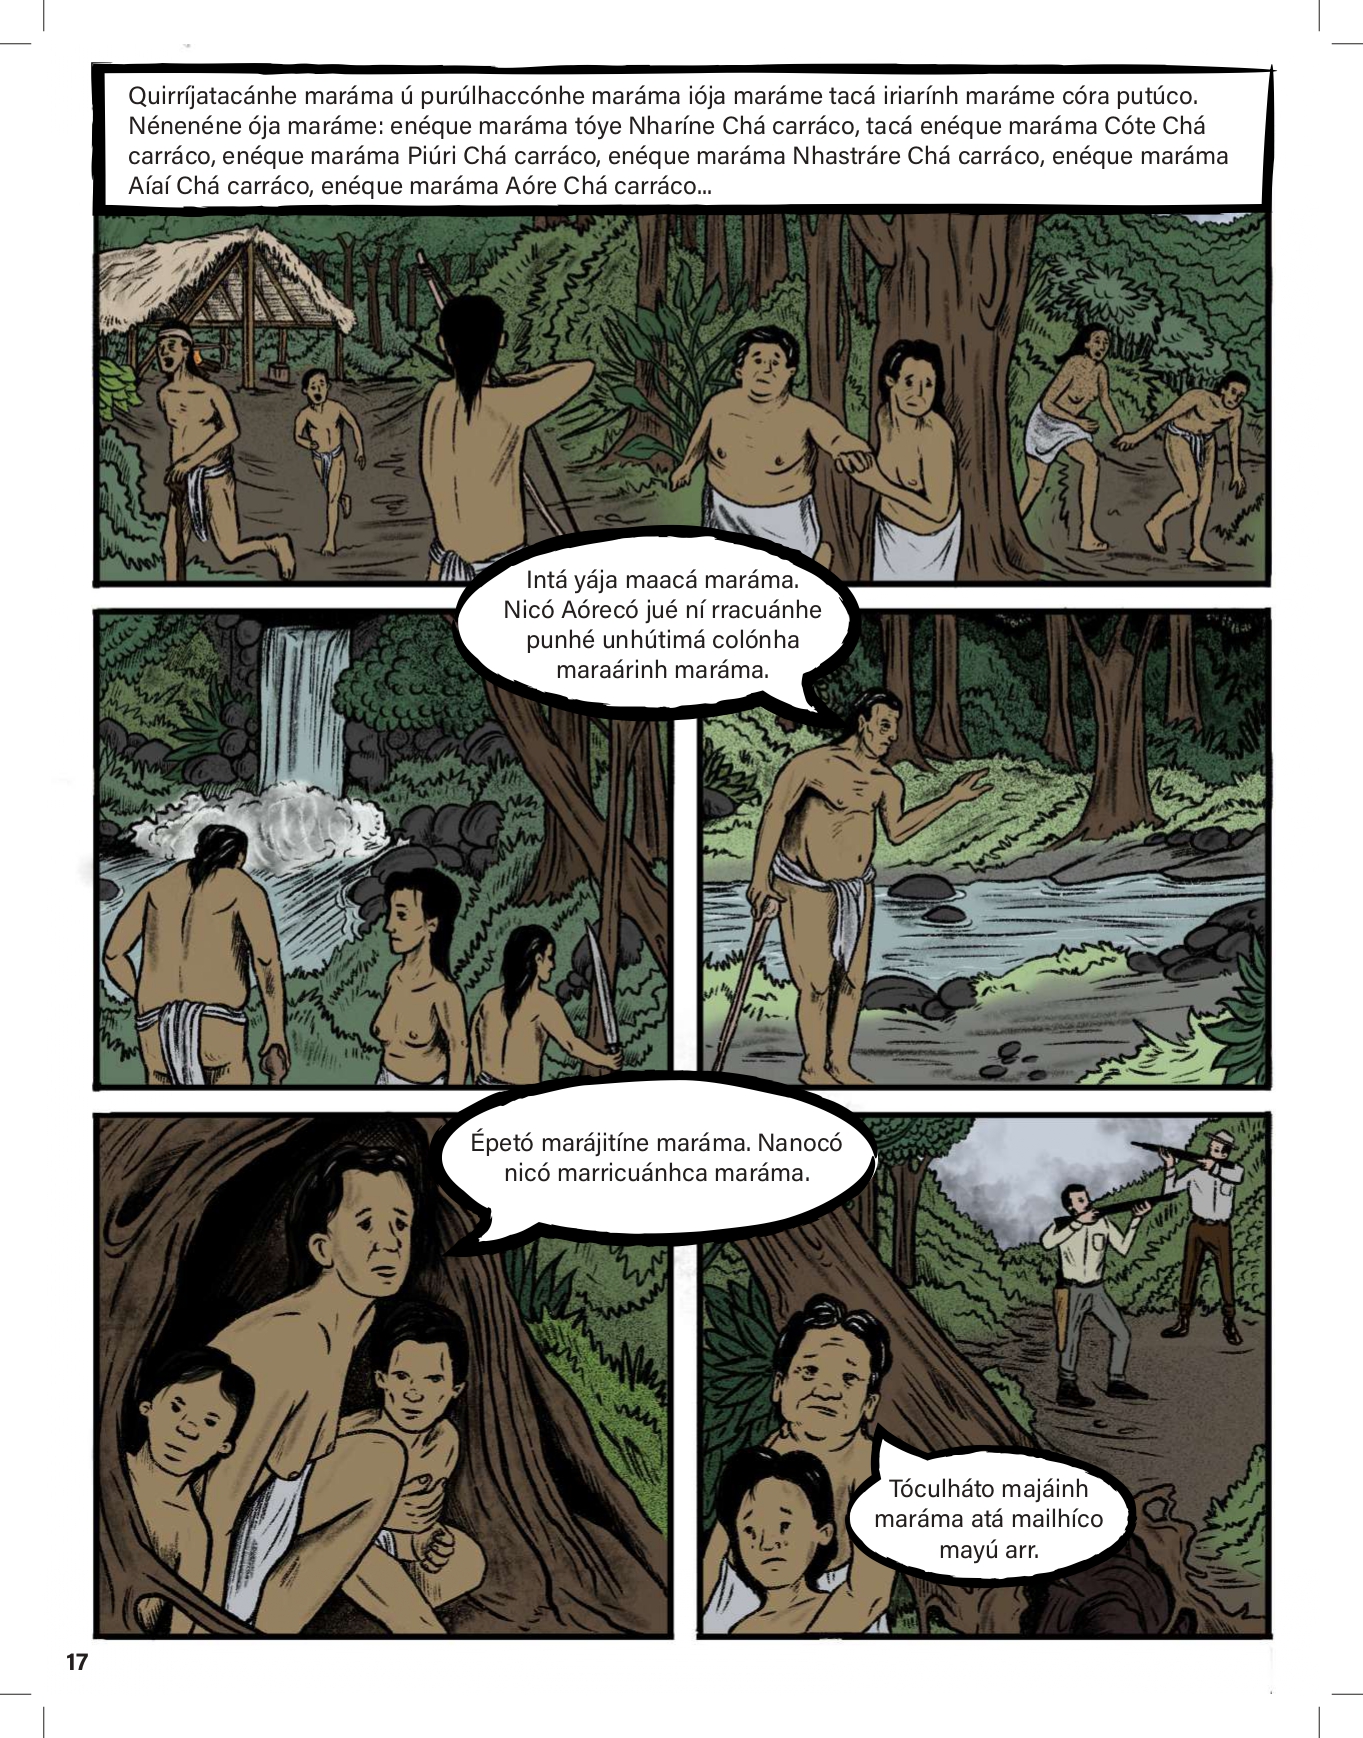 Quirríjatacánhe maráma ú purúlhaccónhe maráma iója maráme tacá iriarính maráme córa putúco.
Nénenéne ója maráme: enéque maráma tóye Nharíne Chá carráco, tacá enéque maráma Cóte Chá
carráco, enéque maráma Piúri Chá carráco, enéque maráma Nhastráre Chá carráco, enéque maráma
Aíaí Chá carráco, enéque maráma Aóre Chá carráco...
Intá yája maacá maráma.
Nicó Aórecó jué ní rracuánhe
punhé unhútimá colónha
maraárinh maráma.
Épetó marájitíne maráma. Nanocó
nicó marricuánhca maráma.
Tóculháto majáinh
maráma atá mailhíco
mayú arr.
17